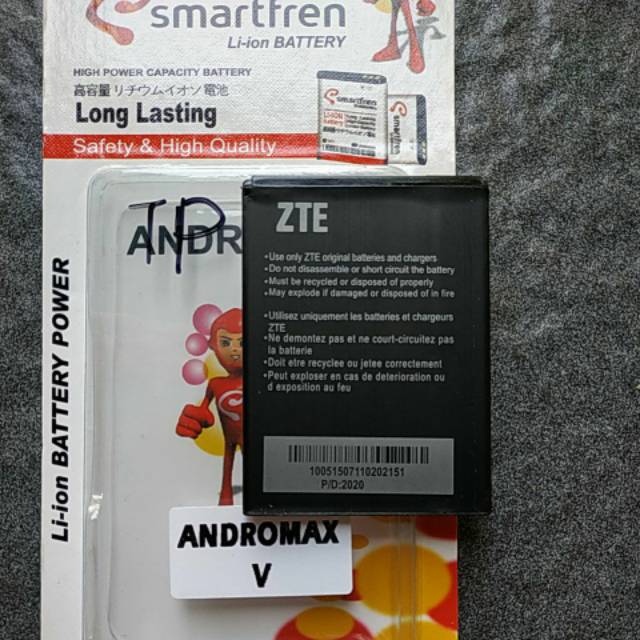 smartfren
Li-ion BATTERY
HIGH POWER CAPACITY BATTERY
高容量リチウムイオン電池
Long Lasting
Safety & High Quality
smartfren
LI-ION
Battery
TP
ANDR
Li-ion BATTERY POWER
ZTE
•Use only ZTE original batteries and chargers
•Do not disassemble or short circuit the battery
•Must be recycled or disposed of properly
•May explode if damaged or disposed of in fire
•Utilisez uniquement les batteries et chargeurs
ZTE
•Ne demontez pas et ne court-circuitez pas
la batterie
•Doit etre recyclee ou jetee correctement
•Peut exploser en cas de deterioration ou
d exposition au feu
10051507110202151
P/D:2020
ANDROMAX
V